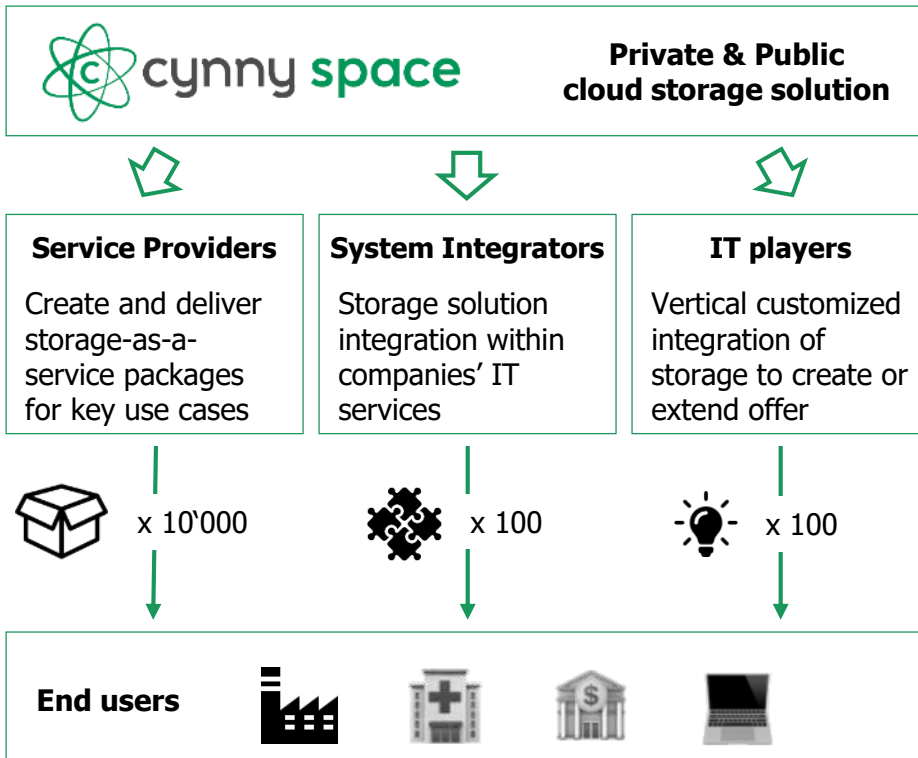 c cynny space
Private & Public
cloud storage solution
Service Providers
Create and deliver
storage-as-a-
service packages
for key use cases
System Integrators
Storage solution
integration within
companies’ IT
services
IT players
Vertical customized
integration of
storage to create or
extend offer
x 10‛000
x 100
x 100
End users
$